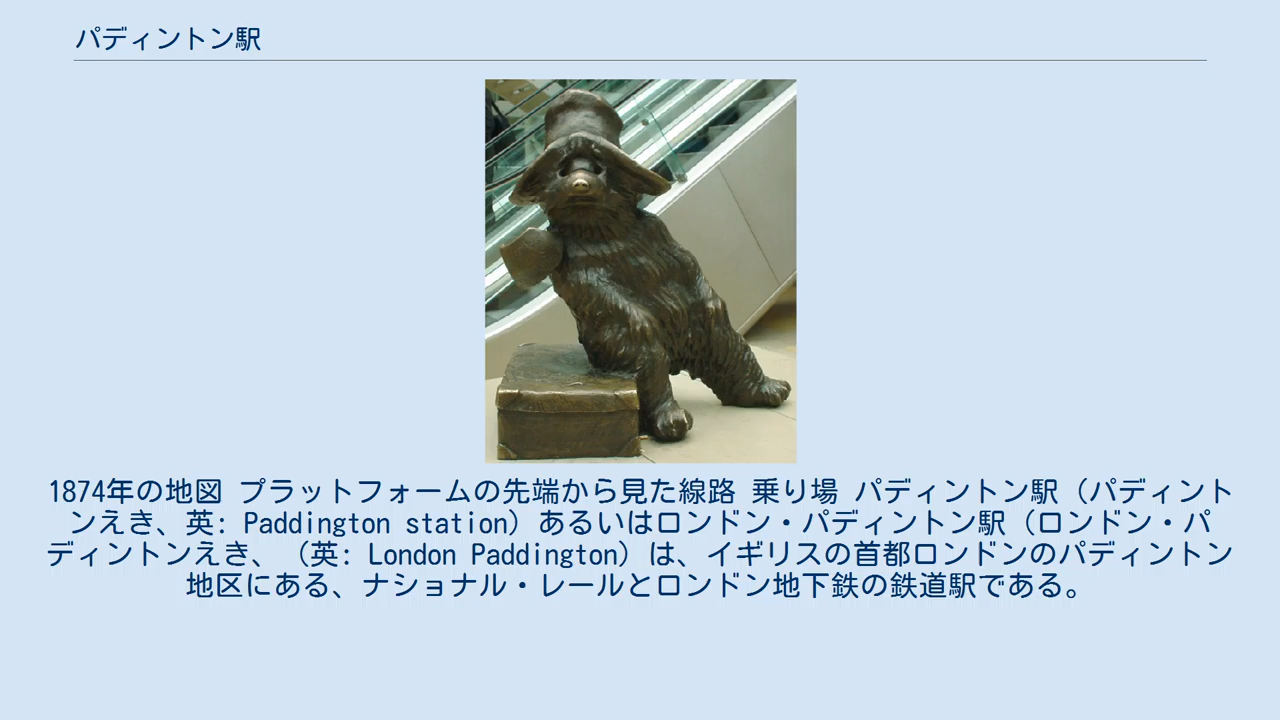 パディントン駅
1874年の地図 プラットフォームの先端から見た線路 乗り場 パディントン駅（パディント
ンえき、英: Paddington station）あるいはロンドン・パディントン駅（ロンドン・パ
ディントンえき、（英: London Paddington）は、イギリスの首都ロンドンのパディントン
地区にある、ナショナル・レールとロンドン地下鉄の鉄道駅である。